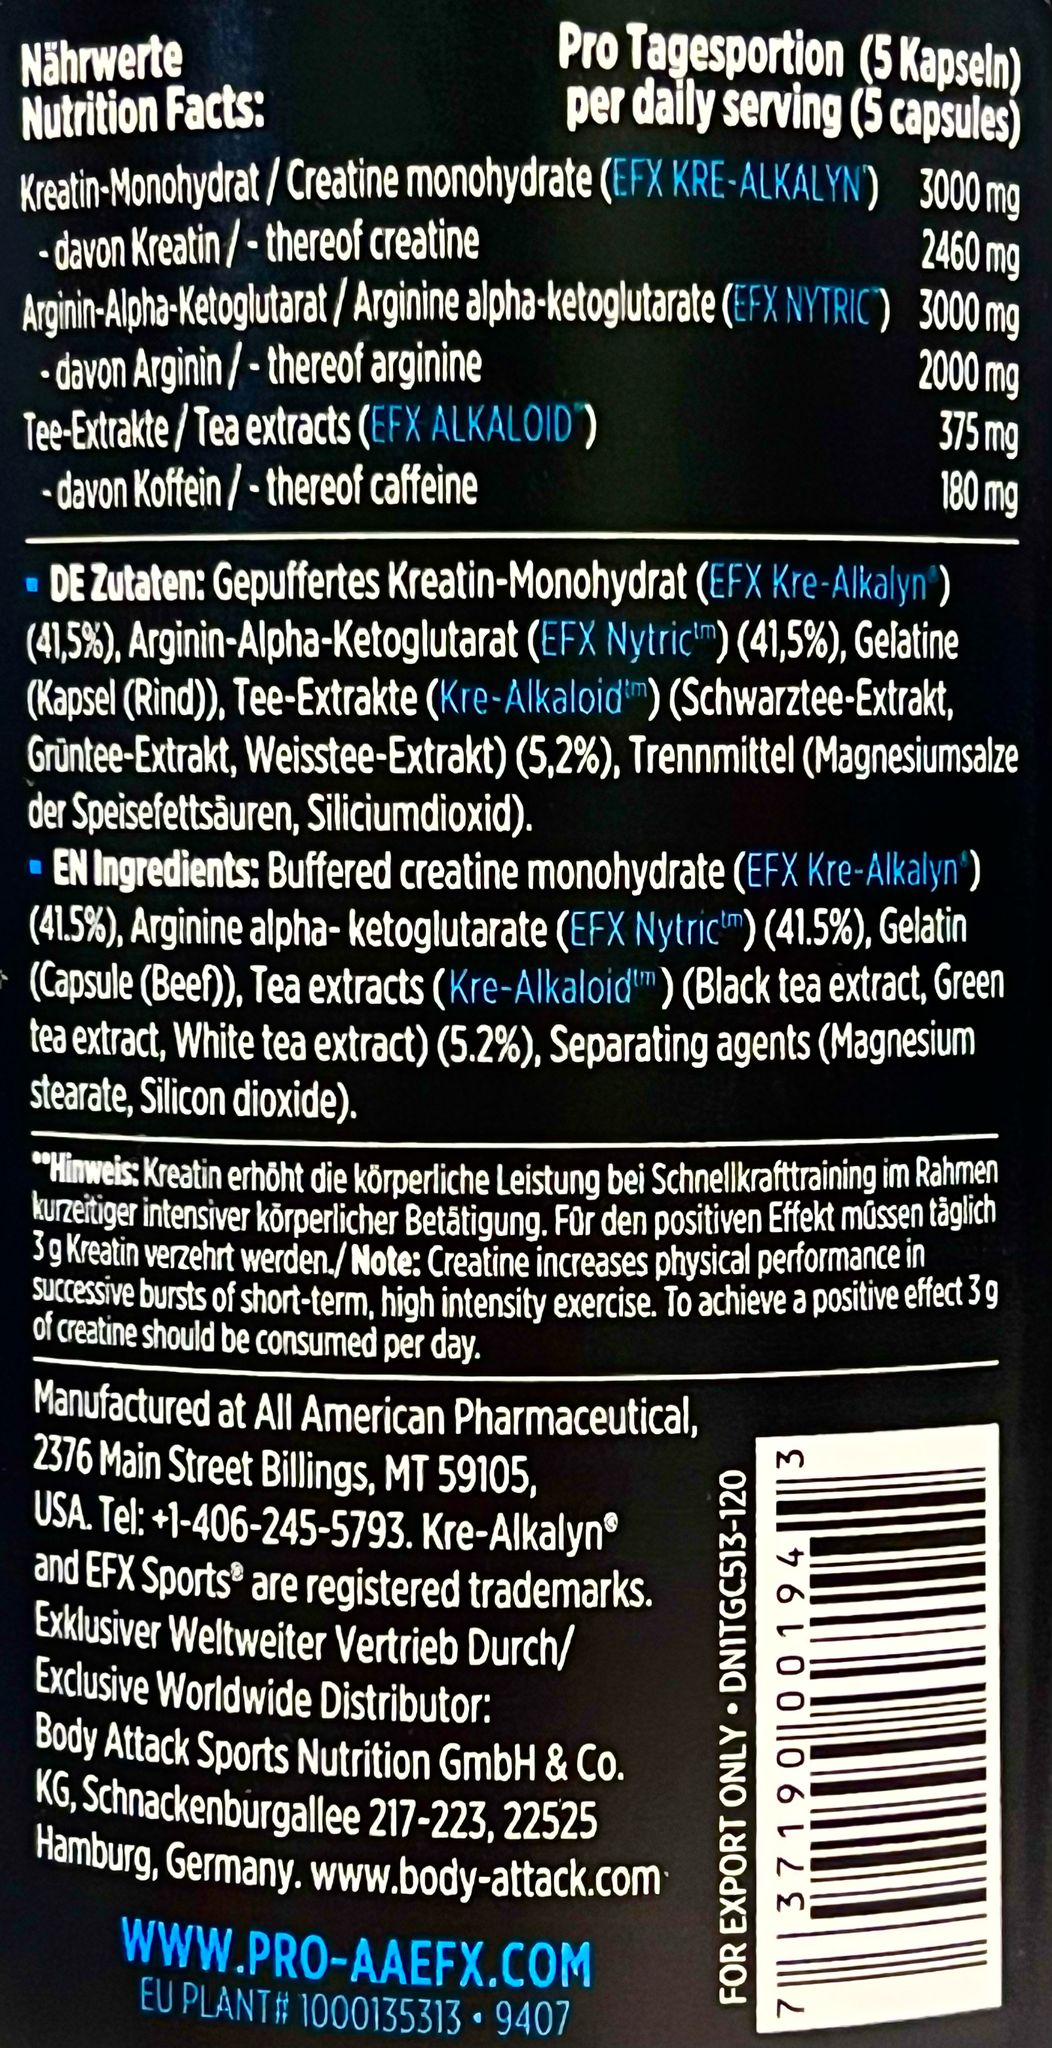 Nährwerte
Nutrition Facts:
Pro Tagesportion (5 Kapseln)
per daily serving (5 capsules)
Kreatin-Monohydrat / Creatine monohydrate (EFX KRE-ALKALYN®) 3000 mg
- davon Kreatin / - thereof creatine 2460 mg
Arginin-Alpha-Ketoglutarat / Arginine alpha-ketoglutarate (EFX NYTRIC™) 3000 mg
- davon Arginin / - thereof arginine 2000 mg
Tee-Extrakte / Tea extracts (EFX ALKALOID™) 375 mg
- davon Koffein / - thereof caffeine 180 mg
▪ DE Zutaten: Gepuffertes Kreatin-Monohydrat (EFX Kre-Alkalyn®)
(41,5%), Arginin-Alpha-Ketoglutarat (EFX Nytric™) (41,5%), Gelatine
(Kapsel (Rind)), Tee-Extrakte (Kre-Alkaloid™) (Schwarztee-Extrakt,
Grüntee-Extrakt, Weisstee-Extrakt) (5,2%), Trennmittel (Magnesiumsalze
der Speisefettsäuren, Siliciumdioxid).
▪ EN Ingredients: Buffered creatine monohydrate (EFX Kre-Alkalyn®)
(41.5%), Arginine alpha- ketoglutarate (EFX Nytric™) (41.5%), Gelatin
(Capsule (Beef)), Tea extracts (Kre-Alkaloid™) (Black tea extract, Green
tea extract, White tea extract) (5.2%), Separating agents (Magnesium
stearate, Silicon dioxide).
**Hinweis: Kreatin erhöht die körperliche Leistung bei Schnellkrafttraining im Rahmen
kurzeitiger intensiver körperlicher Betätigung. Für den positiven Effekt müssen täglich
3 g Kreatin verzehrt werden./ Note: Creatine increases physical performance in
successive bursts of short-term, high intensity exercise. To achieve a positive effect 3 g
of creatine should be consumed per day.
Manufactured at All American Pharmaceutical,
2376 Main Street Billings, MT 59105,
USA. Tel: +1-406-245-5793. Kre-Alkalyn®
and EFX Sports® are registered trademarks.
Exklusiver Weltweiter Vertrieb Durch/
Exclusive Worldwide Distributor:
Body Attack Sports Nutrition GmbH & Co.
KG, Schnackenburgallee 217-223, 22525
Hamburg, Germany. www.body-attack.com
WWW.PRO-AAEFX.COM
EU PLANT# 1000135313 • 9407
FOR EXPORT ONLY • DNITGC513-120
7 37190 00194 3